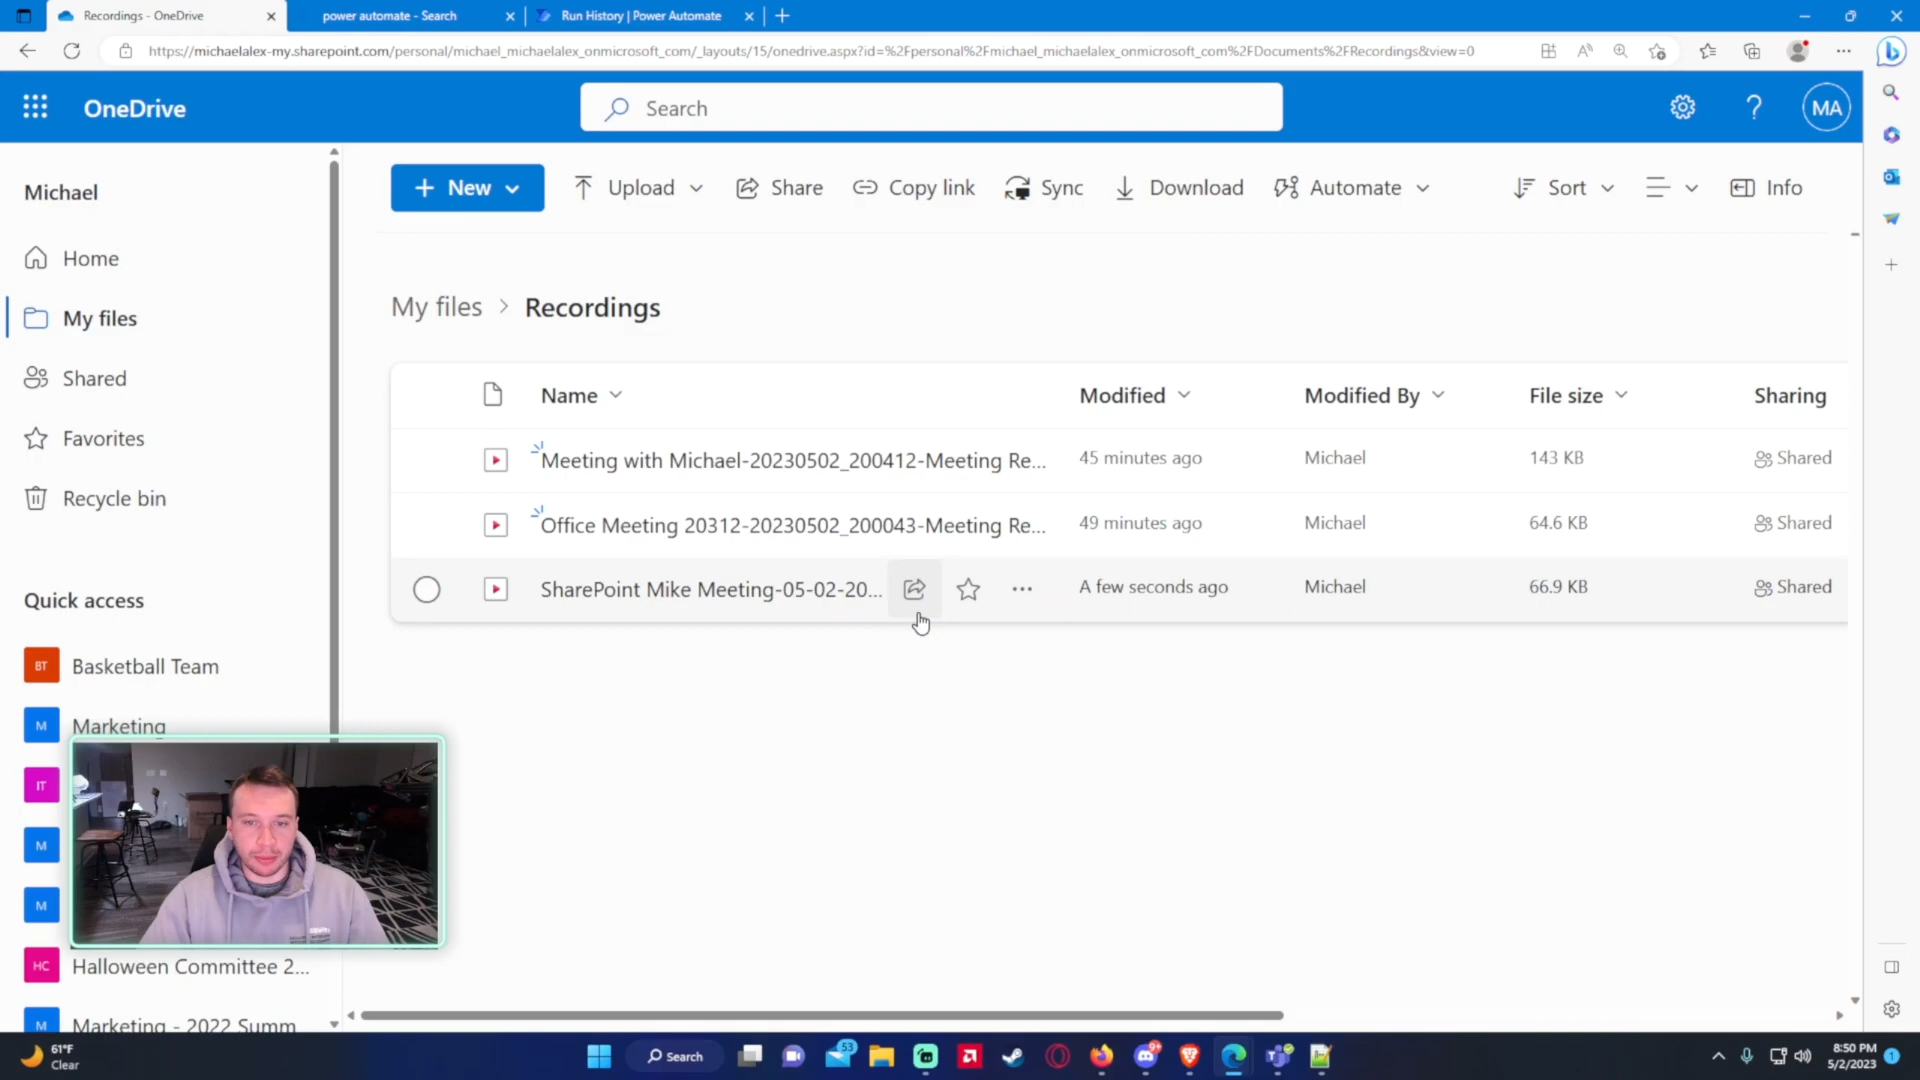 Recordings - OneDrive
power automate - Search
Run History | Power Automate
https://michaelalex-my.sharepoint.com/personal/michael_michaelalex_onmicrosoft_com/_layouts/15/onedrive.aspx?id=%2Fpersonal%2Fmichael_michaelalex_onmicrosoft_com%2FDocuments%2FRecordings&view=0
OneDrive
Search
?
MA
Michael
Home
My files
Shared
Favorites
Recycle bin
Quick access
BT Basketball Team
M Marketing
IT
M
M
HC Halloween Committee 2...
M Marketing - 2022 Summ
New
Upload
Share
Copy link
Sync
Download
Automate
Sort
Info
My files > Recordings
Name Modified Modified By File size Sharing
Meeting with Michael-20230502_200412-Meeting Re... 45 minutes ago Michael 143 KB Shared
Office Meeting 20312-20230502_200043-Meeting Re... 49 minutes ago Michael 64.6 KB Shared
SharePoint Mike Meeting-05-02-20... A few seconds ago Michael 66.9 KB Shared
61°F
Clear
Search
53
9+
8:50 PM
5/2/2023
1